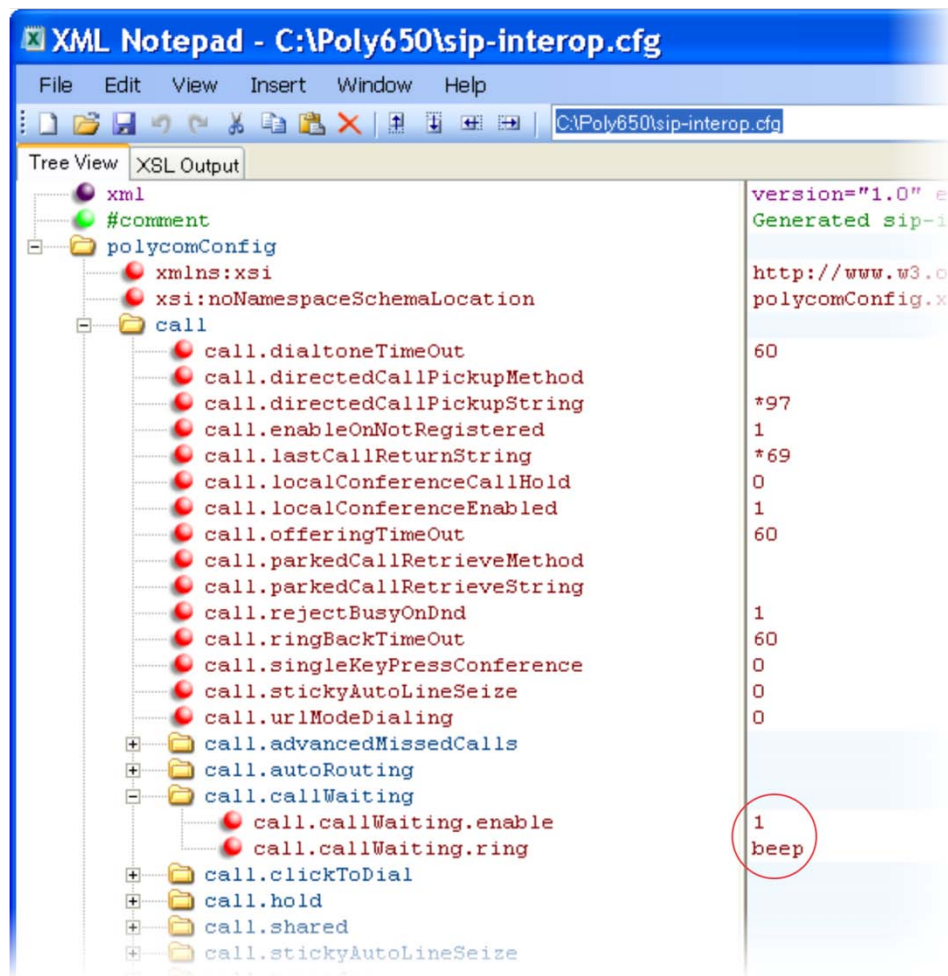 XML Notepad - C:\Poly650\sip-interop.cfg
File Edit View Insert Window Help
C:\Poly650\sip-interop.cfg
Tree View XSL Output
xml version="1.0" e
#comment Generated sip-i
polycomConfig
xmlns:xsi http://www.w3.o
xsi:noNamespaceSchemaLocation polycomConfig.x
call
call.dialtoneTimeOut 60
call.directedCallPickupMethod
call.directedCallPickupString *97
call.enableOnNotRegistered 1
call.lastCallReturnString *69
call.localConferenceCallHold 0
call.localConferenceEnabled 1
call.offeringTimeOut 60
call.parkedCallRetrieveMethod
call.parkedCallRetrieveString
call.rejectBusyOnDnd 1
call.ringBackTimeOut 60
call.singleKeyPressConference 0
call.stickyAutoLineSeize 0
call.urlModeDialing 0
call.advancedMissedCalls
call.autoRouting
call.callWaiting
call.callWaiting.enable 1
call.callWaiting.ring beep
call.clickToDial
call.hold
call.shared
call.stickyAutoLineSeize